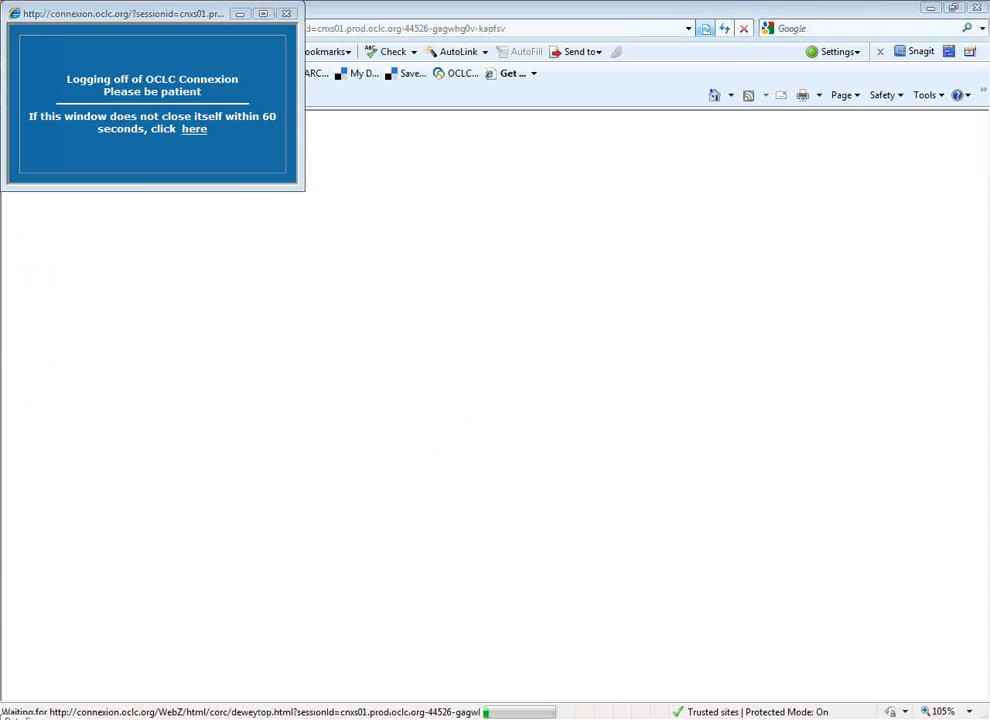 http://connexion.oclc.org/?sessionid=cnxs01.pr...
d=cnxs01.prod.oclc.org-44526-gagwhg0v-kapfsv
Google
ookmarks
Check
AutoLink
AutoFill
Send to
Settings
Snagit
ARC...
My D...
Save...
OCLC...
Get ...
Page
Safety
Tools
Logging off of OCLC Connexion
Please be patient
If this window does not close itself within 60
seconds, click here
Waiting for http://connexion.oclc.org/WebZ/html/corc/deweytop.html?sessionId=cnxs01.prod.oclc.org-44526-gagwl
Trusted sites | Protected Mode: On
105%